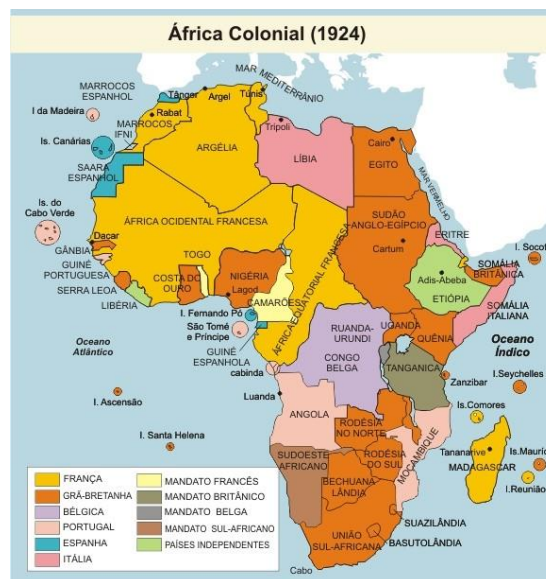 África Colonial (1924)
MAR MEDITERRÂNIO
MARROCOS
ESPANHOL
Tânger
Argel
Túnis
I da Madeira
Rabat
MARROCOS
IFNI
Is. Canárias
ARGÉLIA
Tripoli
LÍBIA
Cairo
EGITO
MAR VERMELHO
SAARA
ESPANHOL
Is. do
Cabo Verde
ÁFRICA OCIDENTAL FRANCESA
Dacar
GÂMBIA
GUINÉ
PORTUGUESA
SERRA LEOA
LIBÉRIA
COSTA DO
OURO
TOGO
NIGÉRIA
Lagod
CAMARÕES
ÁFRICA EQUATORIAL FRANCESA
SUDÃO
ANGLO-EGÍPCIO
Cartum
ERITRE
I. Socot
SOMÁLIA
BRITÂNICA
Adis-Abeba
ETIÓPIA
SOMÁLIA
ITALIANA
I. Fernando Pó
São Tomé
e Príncipe
GUINÉ
ESPANHOLA
cabinda
RUANDA-
URUNDI
CONGO
BELGA
UGANDA
QUÊNIA
TANGANICA
Zanzibar
Oceano
Índico
I.Seychelles
Oceano
Atlântico
I. Ascensão
I. Santa Helena
Luanda
ANGOLA
RODÉSIA
NO NORTE
RODÉSIA
DO SUL
MOÇAMBIQUE
Is.Comores
Tananarive
MADAGASCAR
Is.Mauríc
I.Reunião
SUDOESTE
AFRICANO
BECHUANA
LÂNDIA
SUAZILÂNDIA
BASUTOLÂNDIA
UNIÃO
SUL-AFRICANA
Cabo
FRANÇA
GRÃ-BRETANHA
BÉLGICA
PORTUGAL
ESPANHA
ITÁLIA
MANDATO FRANCÊS
MANDATO BRITÂNICO
MANDATO BELGA
MANDATO SUL-AFRICANO
PAÍSES INDEPENDENTES